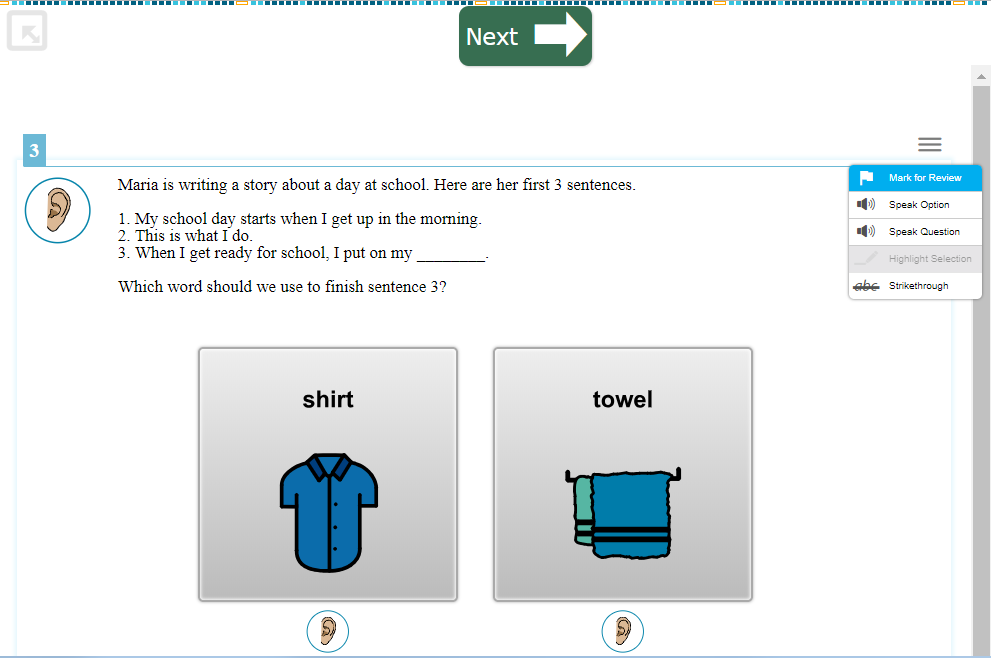 Next
3
Maria is writing a story about a day at school. Here are her first 3 sentences.
1. My school day starts when I get up in the morning.
2. This is what I do.
3. When I get ready for school, I put on my ________.
Which word should we use to finish sentence 3?
Mark for Review
Speak Option
Speak Question
Highlight Selection
abc Strikethrough
shirt
towel